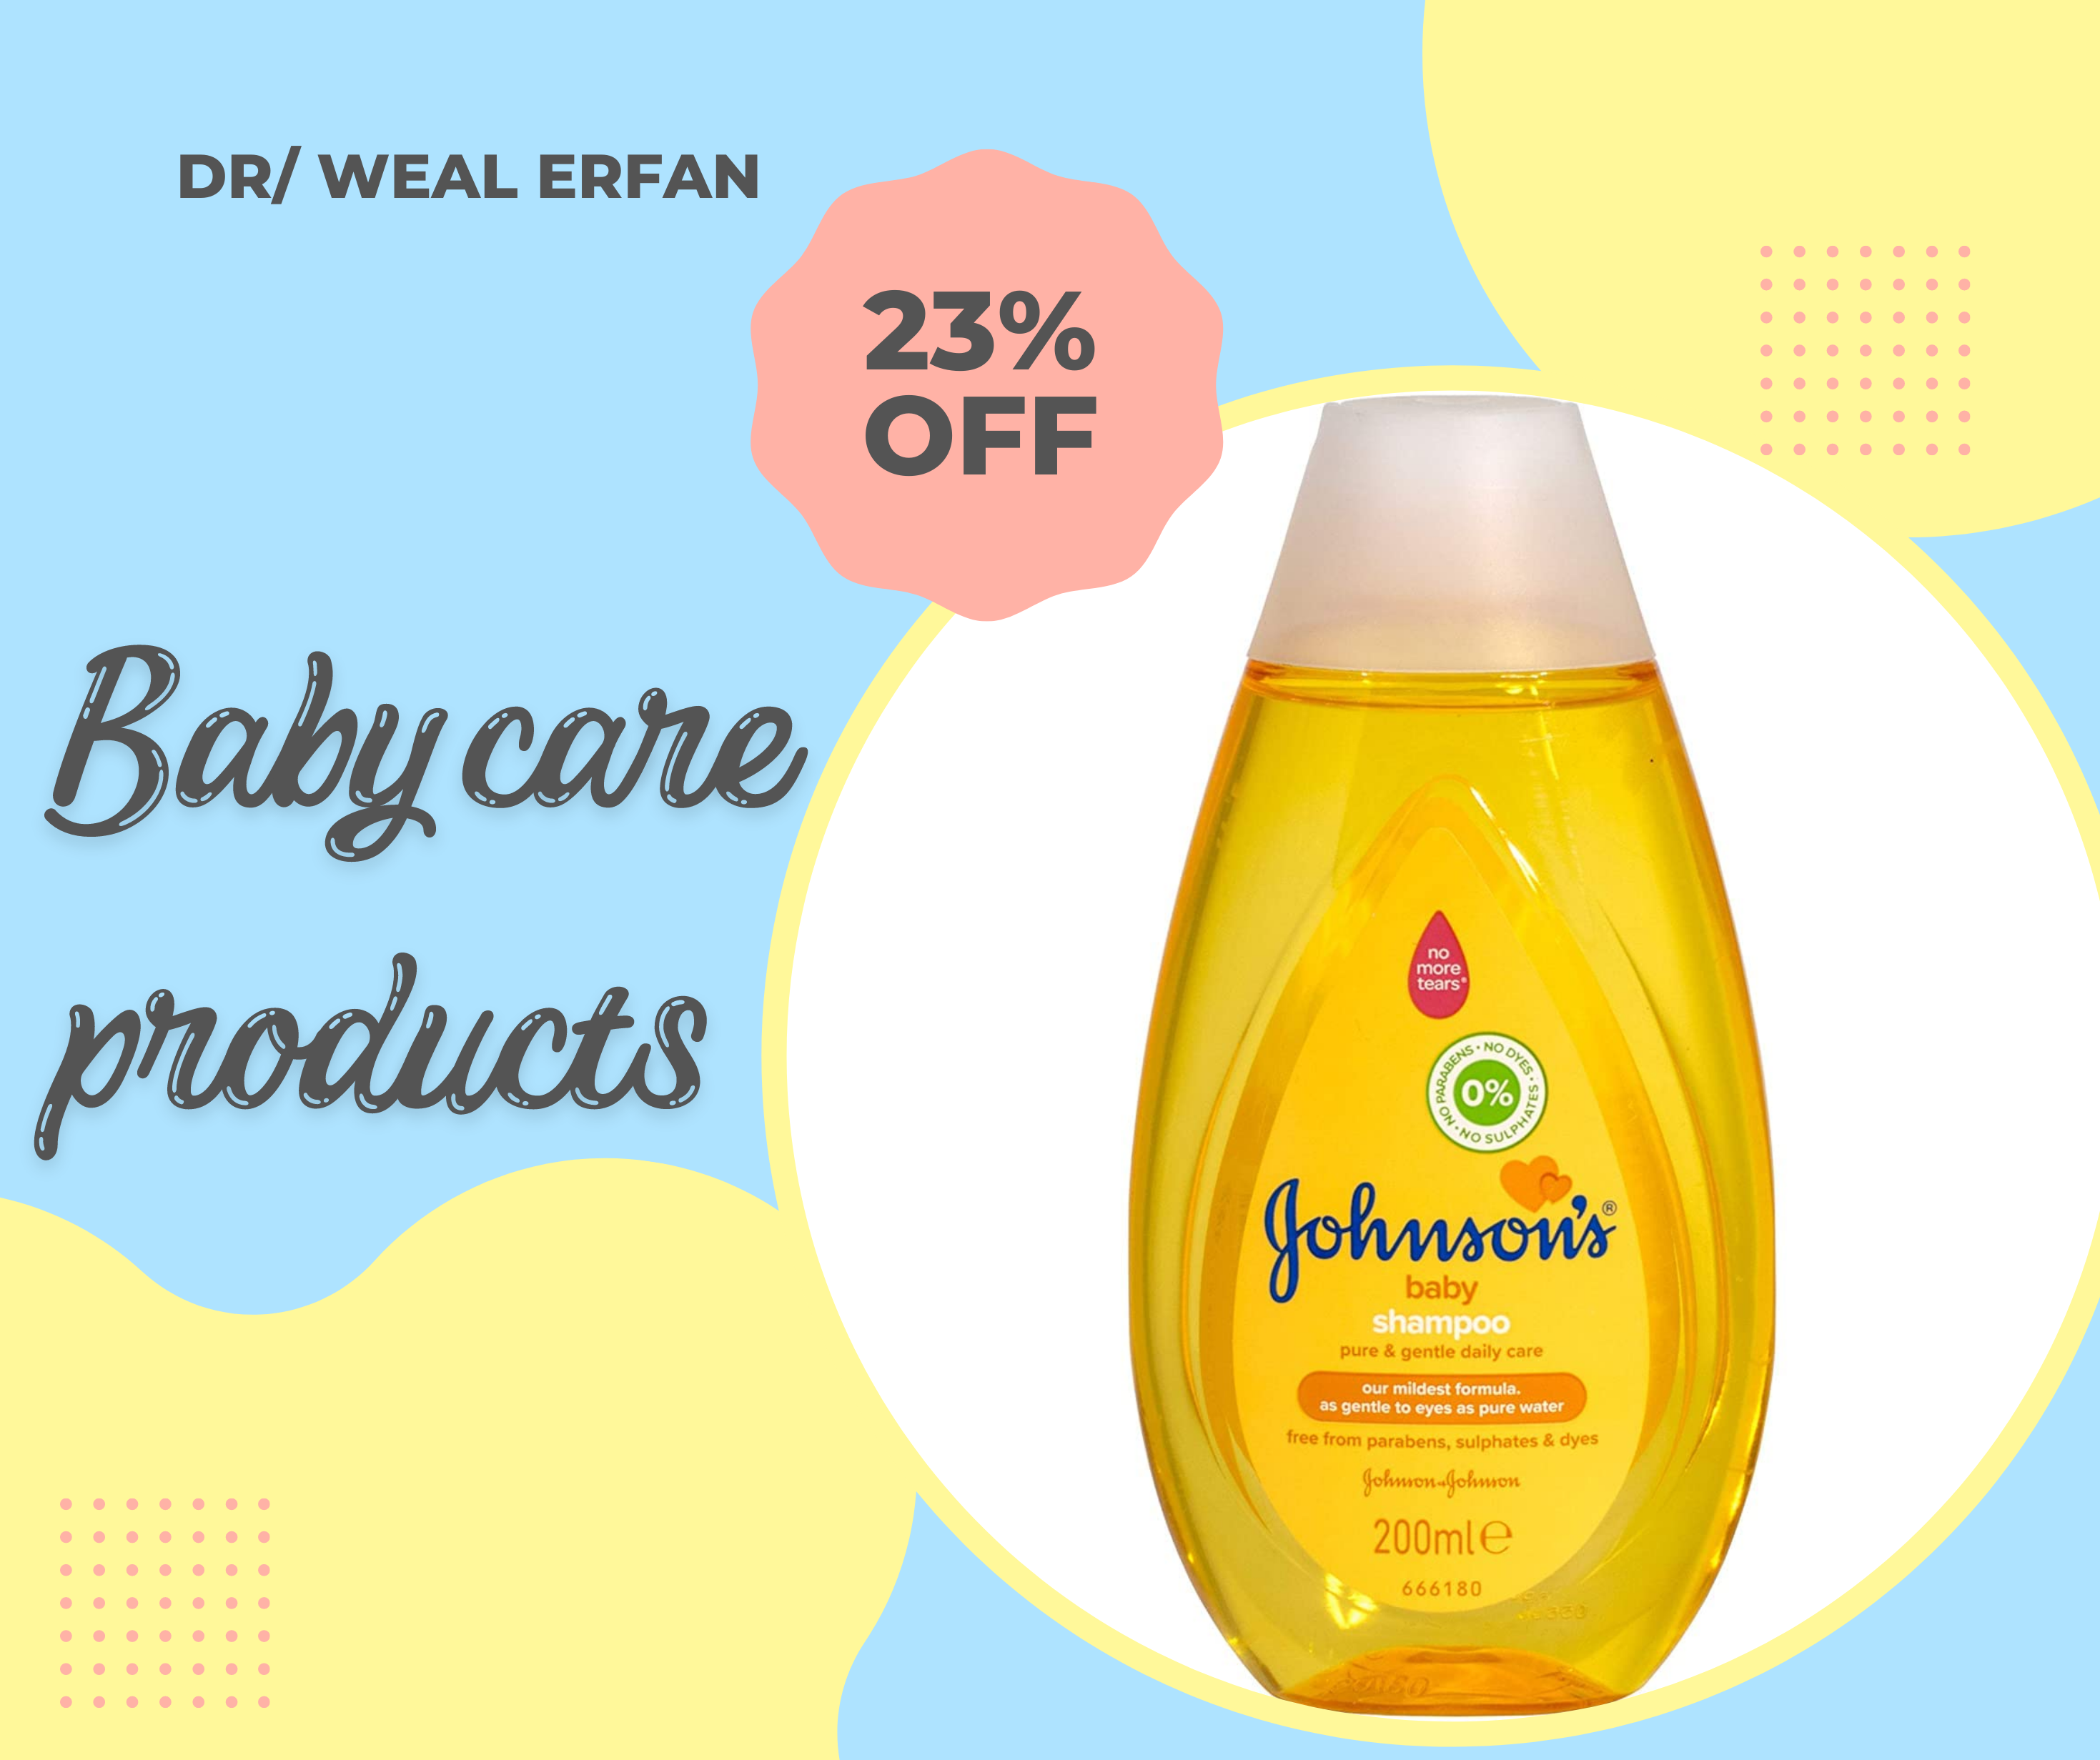 DR/ WEAL ERFAN
23%
OFF
Baby care
products
no
more
tears®
NO PARABENS • NO DYES • NO SULPHATES •
0%
Johnson's®
baby
shampoo
pure & gentle daily care
our mildest formula.
as gentle to eyes as pure water
free from parabens, sulphates & dyes
Johnson & Johnson
200ml℮
666180